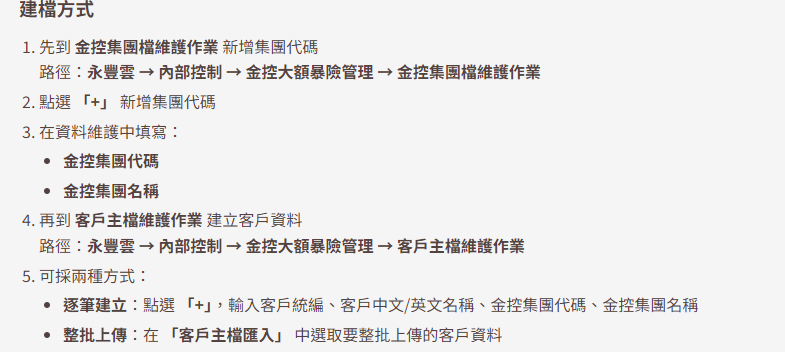 建檔方式
1. 先到 金控集團檔維護作業 新增集團代碼
路徑：永豐雲 → 內部控制 → 金控大額暴險管理 → 金控集團檔維護作業
2. 點選 「+」 新增集團代碼
3. 在資料維護中填寫：
• 金控集團代碼
• 金控集團名稱
4. 再到 客戶主檔維護作業 建立客戶資料
路徑：永豐雲 → 內部控制 → 金控大額暴險管理 → 客戶主檔維護作業
5. 可採兩種方式：
• 逐筆建立：點選 「+」，輸入客戶統編、客戶中文/英文名稱、金控集團代碼、金控集團名稱
• 整批上傳：在 「客戶主檔匯入」 中選取要整批上傳的客戶資料